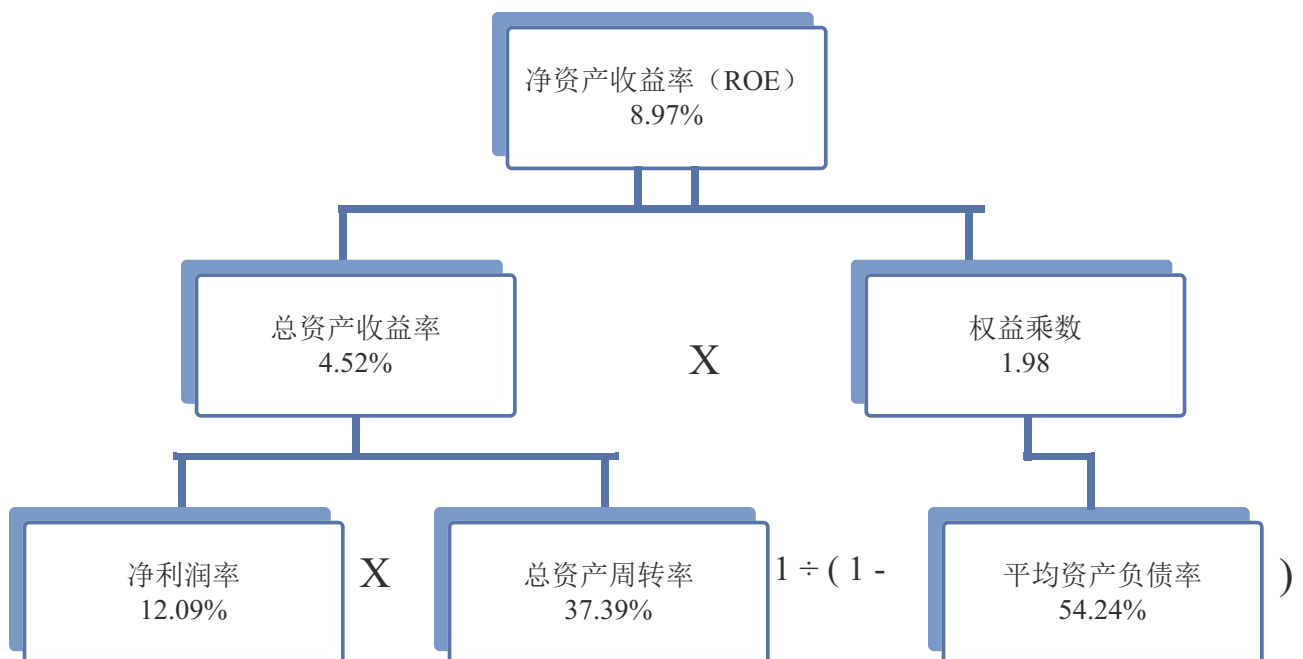 净资产收益率（ROE）
8.97%
总资产收益率
4.52%
X
权益乘数
1.98
净利润率
12.09%
X
总资产周转率
37.39%
1 ÷ ( 1 -
平均资产负债率
54.24%
)